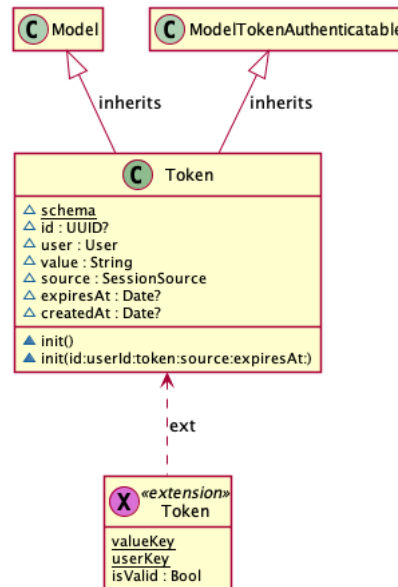 C Model
C ModelTokenAuthenticatable
inherits
inherits
C Token
schema
id : UUID?
user : User
value : String
source : SessionSource
expiresAt : Date?
createdAt : Date?
init()
init(id:userId:token:source:expiresAt:)
ext
X «extension»
Token
valueKey
userKey
isValid : Bool